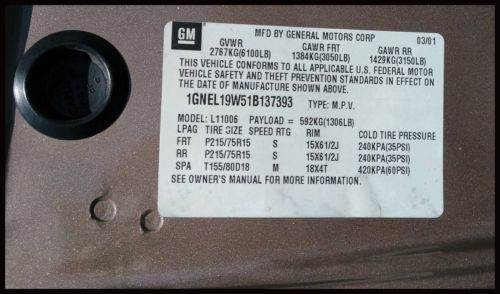 GM
MFD BY GENERAL MOTORS CORP 03/01
GVWR GAWR FRT GAWR RR
2767KG(6100LB) 1384KG(3050LB) 1429KG(3150LB)
THIS VEHICLE CONFORMS TO ALL APPLICABLE U.S. FEDERAL MOTOR
VEHICLE SAFETY AND THEFT PREVENTION STANDARDS IN EFFECT ON
THE DATE OF MANUFACTURE SHOWN ABOVE.
1GNEL19W51B137393 TYPE: M.P.V.
MODEL: L11006 PAYLOAD = 592KG(1306LB)
LPAG TIRE SIZE SPEED RTG RIM COLD TIRE PRESSURE
FRT P215/75R15 S 15X61/2J 240KPA(35PSI)
RR P215/75R15 S 15X61/2J 240KPA(35PSI)
SPA T155/80D18 M 18X4T 420KPA(60PSI)
SEE OWNER'S MANUAL FOR MORE INFORMATION.